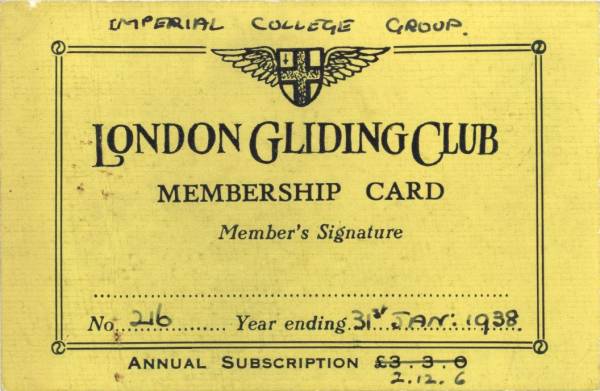 IMPERIAL COLLEGE GROUP.
LONDON GLIDING CLUB
MEMBERSHIP CARD
Member's Signature
No. 216 Year ending 31st JAN: 1938
ANNUAL SUBSCRIPTION £3.3.0
2.12.6